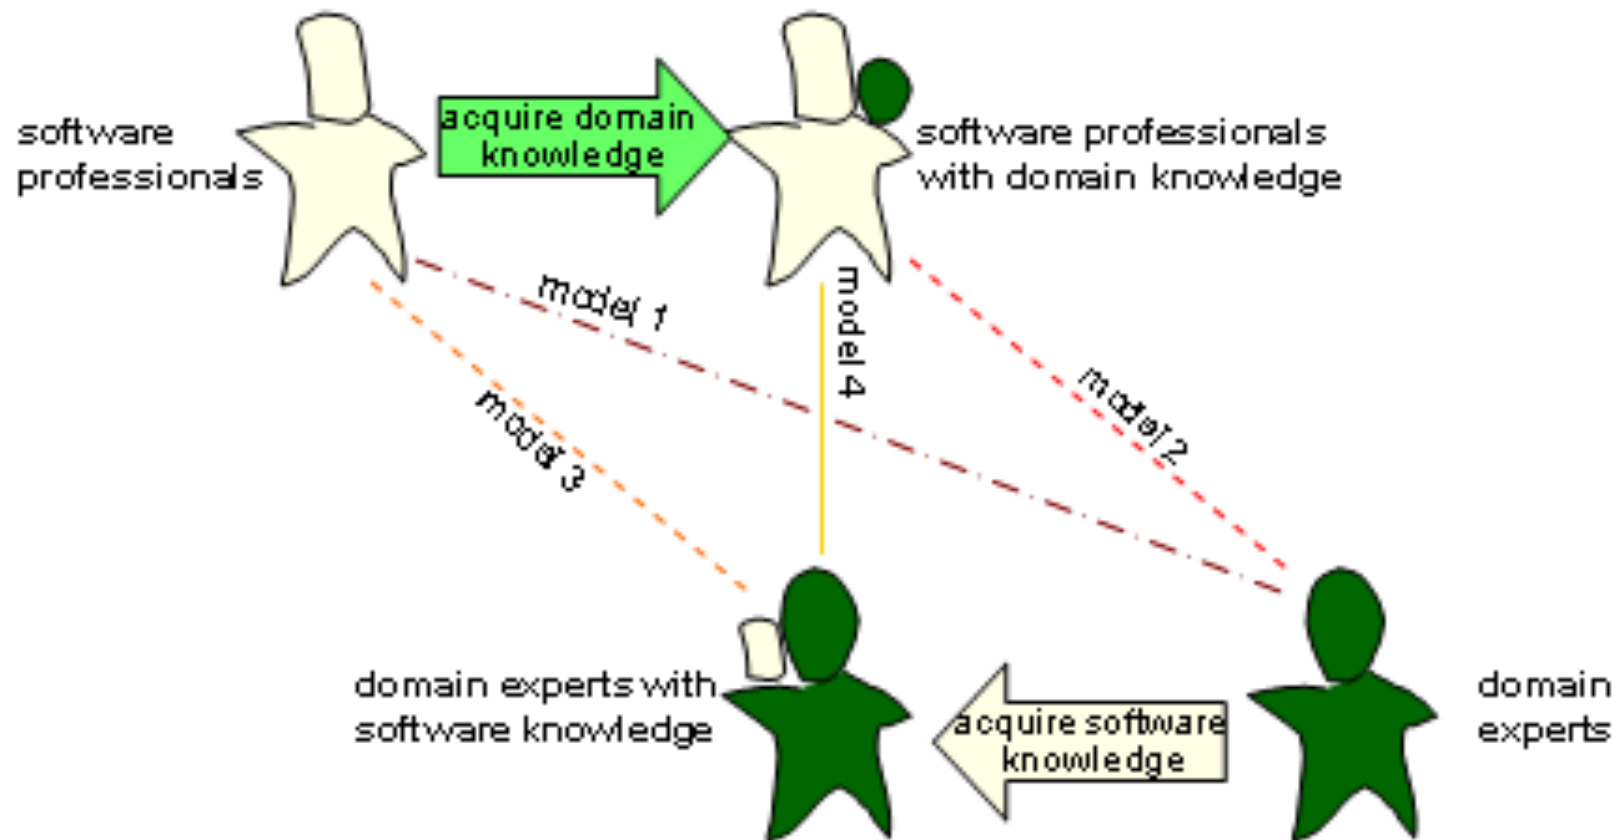 software
professionals
acquire domain
knowledge
software professionals
with domain knowledge
model 1
model 4
model 2
model 3
domain experts with
software knowledge
acquire software
knowledge
domain
experts